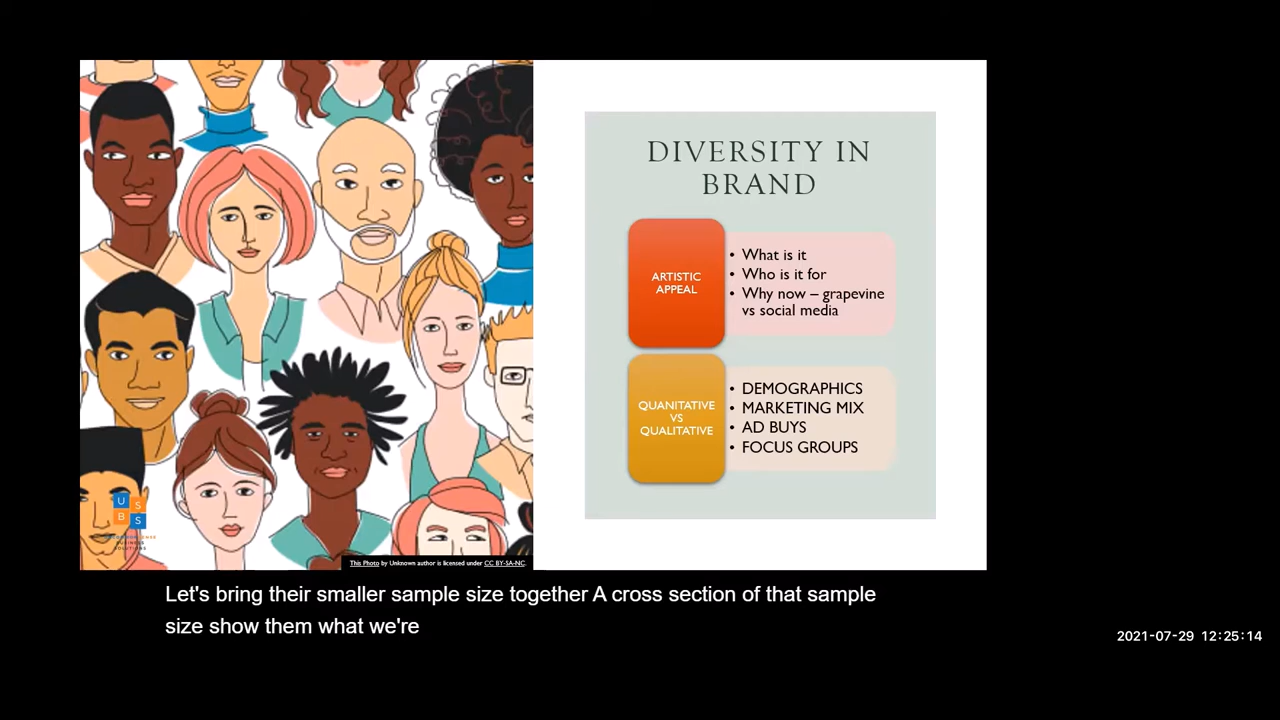 DIVERSITY IN
BRAND
ARTISTIC
APPEAL
• What is it
• Who is it for
• Why now – grapevine
vs social media
QUANITATIVE
VS
QUALITATIVE
• DEMOGRAPHICS
• MARKETING MIX
• AD BUYS
• FOCUS GROUPS
U S
B S
BUSINESS
SOLUTIONS
This Photo by Unknown author is licensed under CC BY-SA-NC.
Let's bring their smaller sample size together A cross section of that sample
size show them what we're
2021-07-29 12:25:14